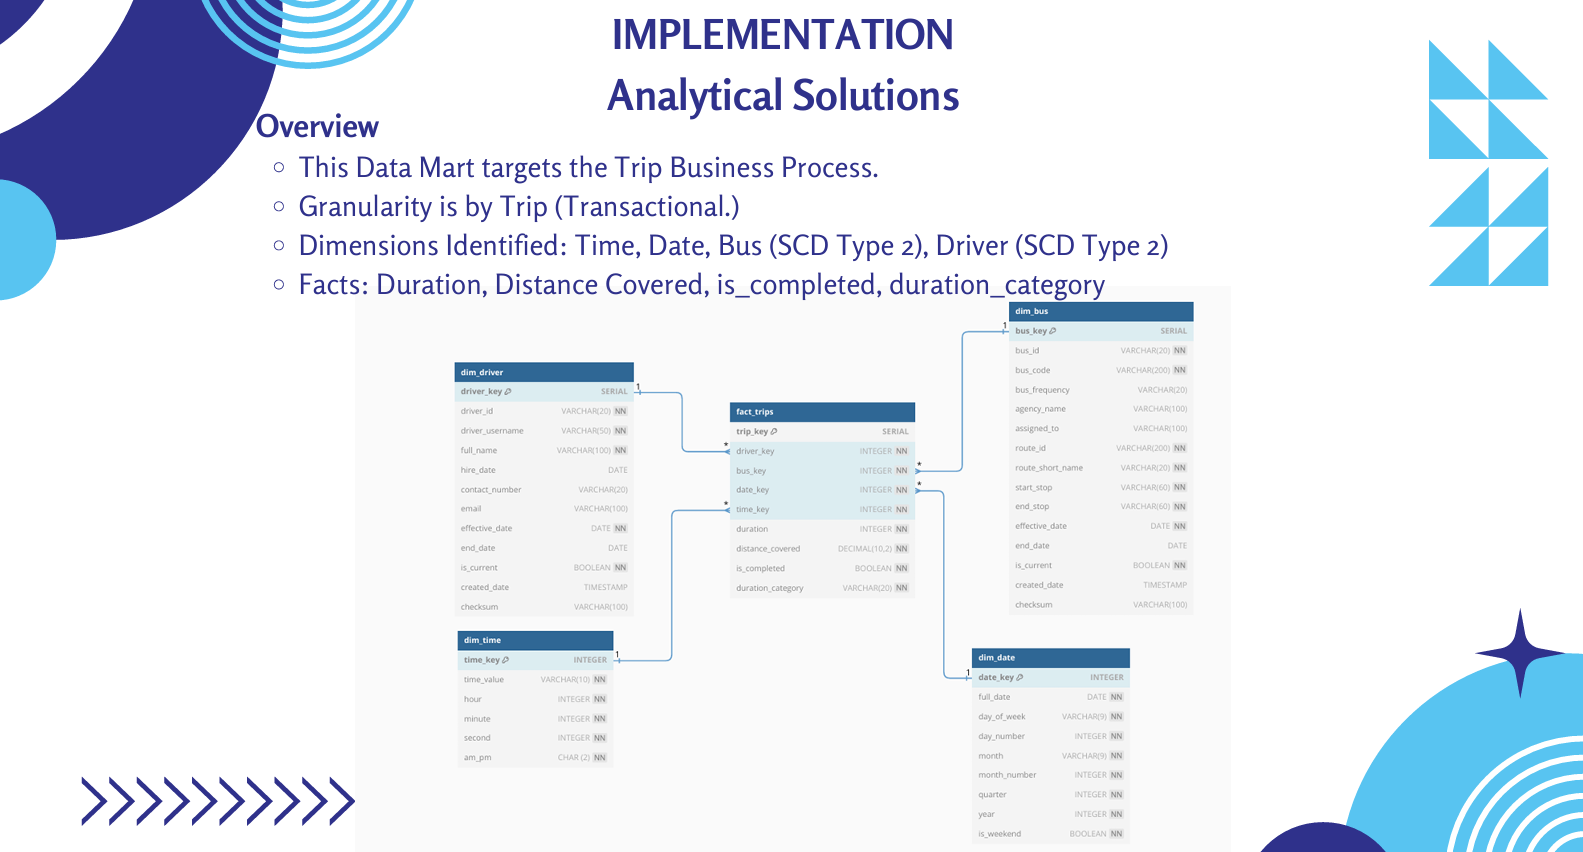 IMPLEMENTATION
Analytical Solutions
Overview
This Data Mart targets the Trip Business Process.
Granularity is by Trip (Transactional.)
Dimensions Identified: Time, Date, Bus (SCD Type 2), Driver (SCD Type 2)
Facts: Duration, Distance Covered, is_completed, duration_category
dim_driver
driver_key SERIAL
driver_id VARCHAR(20) NN
driver_username VARCHAR(50) NN
full_name VARCHAR(100) NN
hire_date DATE
contact_number VARCHAR(20)
email VARCHAR(100)
effective_date DATE NN
end_date DATE
is_current BOOLEAN NN
created_date TIMESTAMP
checksum VARCHAR(100)
1
*
dim_time
time_key INTEGER
time_value VARCHAR(10) NN
hour INTEGER NN
minute INTEGER NN
second INTEGER NN
am_pm CHAR (2) NN
1
*
fact_trips
trip_key SERIAL
driver_key INTEGER NN
bus_key INTEGER NN
date_key INTEGER NN
time_key INTEGER NN
duration INTEGER NN
distance_covered DECIMAL(10,2) NN
is_completed BOOLEAN NN
duration_category VARCHAR(20) NN
*
*
1
dim_bus
bus_key SERIAL
bus_id VARCHAR(20) NN
bus_code VARCHAR(200) NN
bus_frequency VARCHAR(20)
agency_name VARCHAR(100)
assigned_to VARCHAR(100)
route_id VARCHAR(200) NN
route_short_name VARCHAR(20) NN
start_stop VARCHAR(60) NN
end_stop VARCHAR(60) NN
effective_date DATE NN
end_date DATE
is_current BOOLEAN NN
created_date TIMESTAMP
checksum VARCHAR(100)
1
dim_date
date_key INTEGER
full_date DATE NN
day_of_week VARCHAR(9) NN
day_number INTEGER NN
month VARCHAR(9) NN
month_number INTEGER NN
quarter INTEGER NN
year INTEGER NN
is_weekend BOOLEAN NN